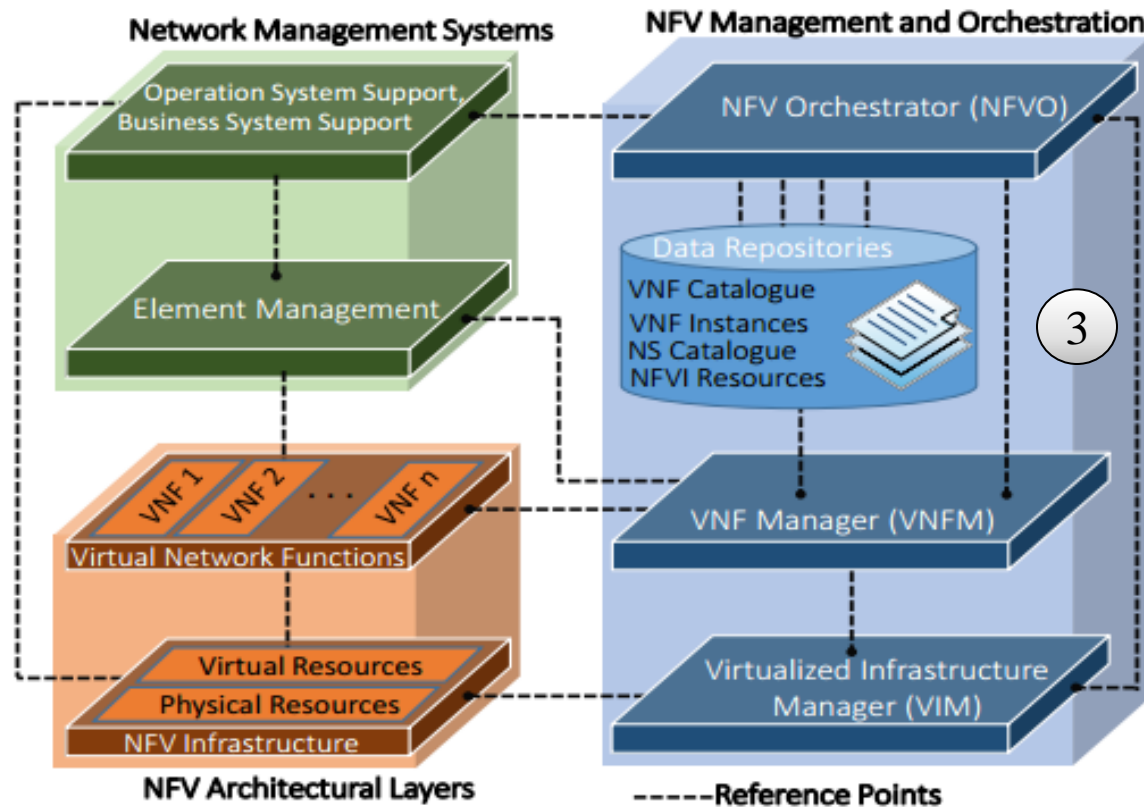 Network Management Systems
Operation System Support,
Business System Support
Element Management
VNF 1
VNF 2
. . .
VNF n
Virtual Network Functions
Virtual Resources
Physical Resources
NFV Infrastructure
NFV Architectural Layers
NFV Management and Orchestration
NFV Orchestrator (NFVO)
Data Repositories
VNF Catalogue
VNF Instances
NS Catalogue
NFVI Resources
3
VNF Manager (VNFM)
Virtualized Infrastructure
Manager (VIM)
-----Reference Points